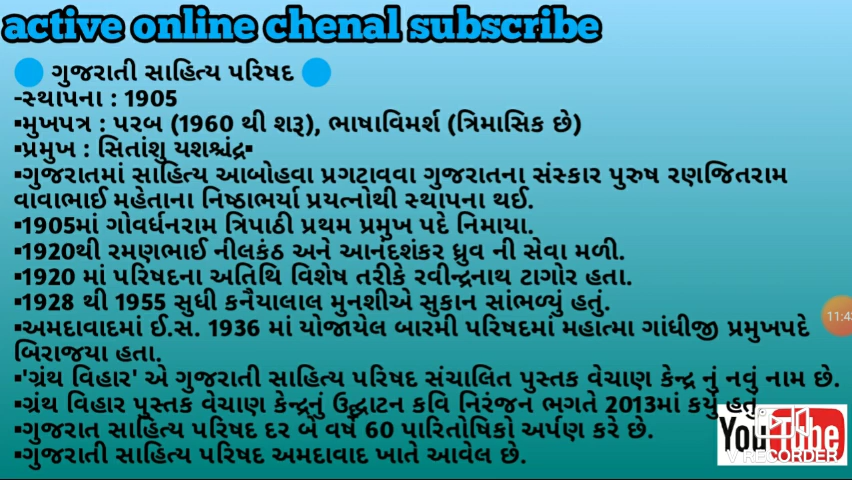 active online chenal subscribe
ગુજરાતી સાહિત્ય પરિષદ
-સ્થાપના : 1905
▪મુખપત્ર : પરબ (1960 થી શરૂ), ભાષાવિમર્શ (ત્રિમાસિક છે)
▪પ્રમુખ : સિતાંશુ યશશ્ચંદ્ર▪
▪ગુજરાતમાં સાહિત્ય આબોહવા પ્રગટાવવા ગુજરાતના સંસ્કાર પુરુષ રણજિતરામ
વાવાભાઈ મહેતાના નિષ્ઠાભર્યા પ્રયત્નોથી સ્થાપના થઈ.
▪1905માં ગોવર્ધનરામ ત્રિપાઠી પ્રથમ પ્રમુખ પદે નિમાયા.
▪1920થી રમણભાઈ નીલકંઠ અને આનંદશંકર ધ્રુવ ની સેવા મળી.
▪1920 માં પરિષદના અતિથિ વિશેષ તરીકે રવીન્દ્રનાથ ટાગોર હતા.
▪1928 થી 1955 સુધી કનૈયાલાલ મુનશીએ સુકાન સાંભળ્યું હતું.
▪અમદાવાદમાં ઈ.સ. 1936 માં યોજાયેલ બારમી પરિષદમાં મહાત્મા ગાંધીજી પ્રમુખપદે
બિરાજયા હતા.
▪'ગ્રંથ વિહાર' એ ગુજરાતી સાહિત્ય પરિષદ સંચાલિત પુસ્તક વેચાણ કેન્દ્ર નું નવું નામ છે.
▪ગ્રંથ વિહાર પુસ્તક વેચાણ કેન્દ્રનું ઉદ્ઘાટન કવિ નિરંજન ભગતે 2013માં કર્યું હતું
▪ગુજરાત સાહિત્ય પરિષદ દર બે વર્ષે 60 પારિતોષિકો અર્પણ કરે છે.
▪ગુજરાતી સાહિત્ય પરિષદ અમદાવાદ ખાતે આવેલ છે.
11:43
YouTube
V RECORDER